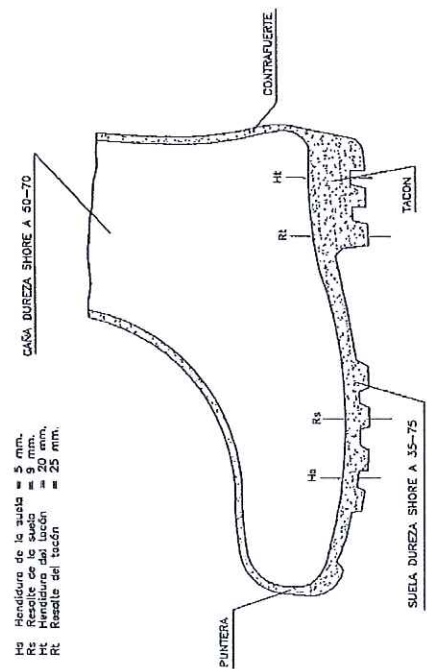 Hs Hendidura de la suela = 5 mm.
Rs Resalte de la suela = 9 mm.
Ht Hendidura del tacón = 20 mm.
Rt Resalte del tacón = 25 mm.
CAÑA DUREZA SHORE A 50-70
CONTRAFUERTE
Ht
Rt
Rs
Hs
TACON
PUNTERA
SUELA DUREZA SHORE A 35-75